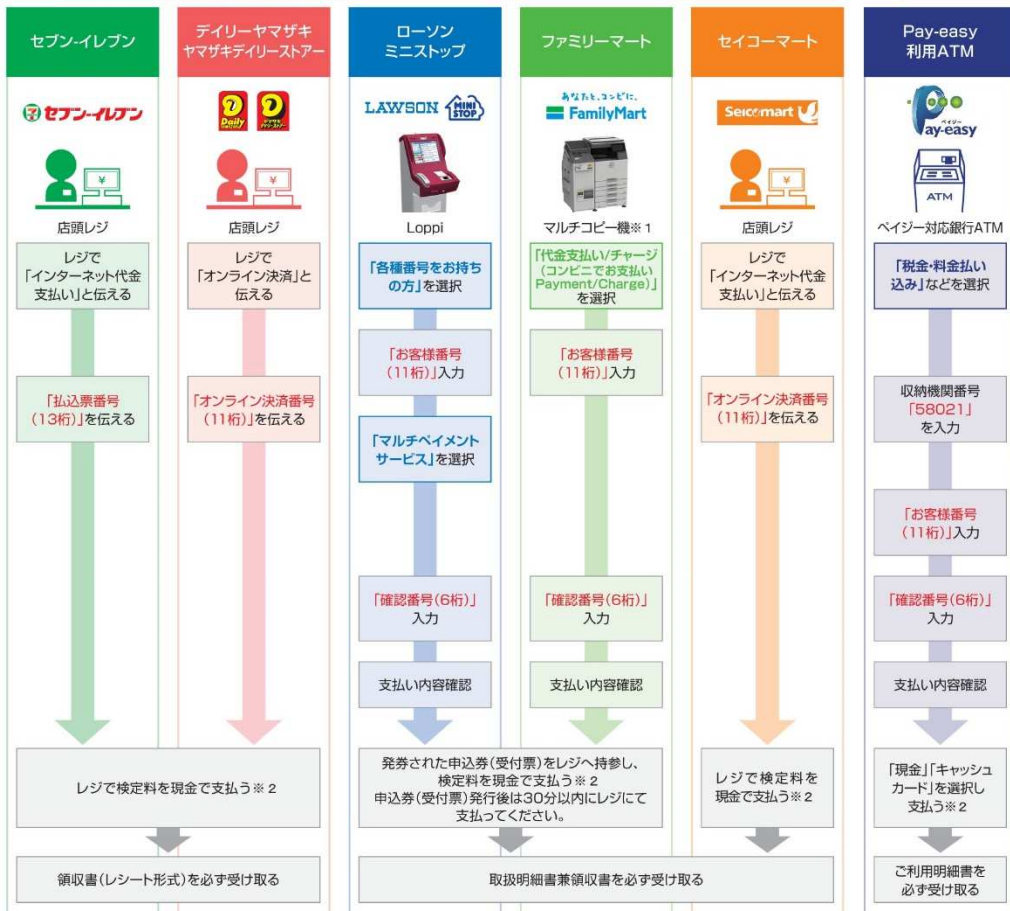 セブン-イレブン
セブン-イレブン
店頭レジ
レジで
「インターネット代金
支払い」と伝える
「払込票番号
(13桁)」を伝える
デイリーヤマザキ
ヤマザキデイリーストアー
Daily
店頭レジ
レジで
「オンライン決済」と
伝える
「オンライン決済番号
(11桁)」を伝える
レジで検定料を現金で支払う※2
領収書(レシート形式)を必ず受け取る
ローソン
ミニストップ
LAWSON
MINI
STOP
Loppi
「各種番号をお持ち
の方」を選択
「お客様番号
(11桁)」入力
「マルチペイメント
サービス」を選択
「確認番号(6桁)」
入力
支払い内容確認
ファミリーマート
あなたと、コンビに、
FamilyMart
マルチコピー機※1
「代金支払い/チャージ
(コンビニでお支払い
Payment/Charge)」
を選択
「お客様番号
(11桁)」入力
「確認番号(6桁)」
入力
支払い内容確認
発券された申込券(受付票)をレジへ持参し、
検定料を現金で支払う※2
申込券(受付票)発行後は30分以内にレジにて
支払ってください。
セイコーマート
Seicomart
店頭レジ
レジで
「インターネット代金
支払い」と伝える
「オンライン決済番号
(11桁)」を伝える
レジで検定料を
現金で支払う※2
取扱明細書兼領収書を必ず受け取る
Pay-easy
利用ATM
ペイジー
Pay-easy
ATM
ペイジー対応銀行ATM
「税金・料金払い
込み」などを選択
収納機関番号
「58021」
を入力
「お客様番号
(11桁)」入力
「確認番号(6桁)」
入力
支払い内容確認
「現金」「キャッシュ
カード」を選択し
支払う※2
ご利用明細書を
必ず受け取る